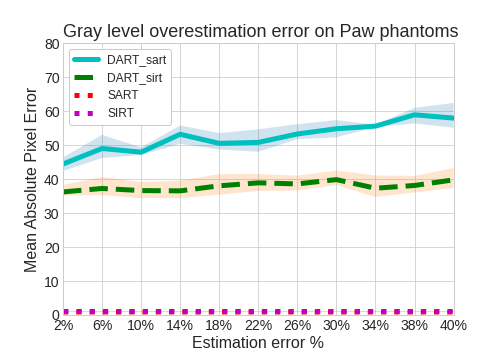 Gray level overestimation error on Paw phantoms
80
70
60
50
40
30
20
10
0
Mean Absolute Pixel Error
DART_sart
DART_sirt
SART
SIRT
2% 6% 10% 14% 18% 22% 26% 30% 34% 38% 40%
Estimation error %